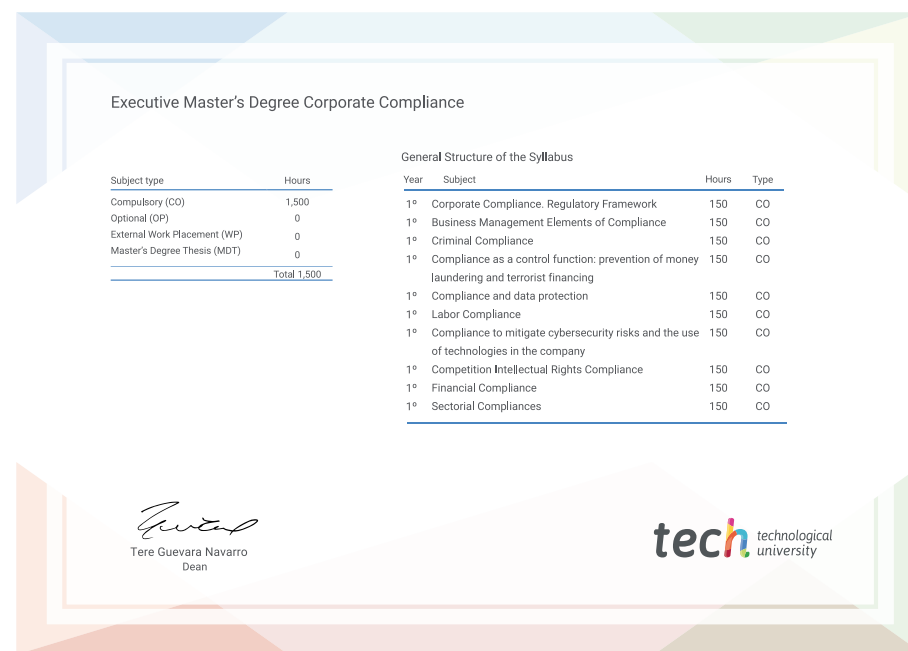 Executive Master's Degree Corporate Compliance
Subject type Hours
Compulsory (CO) 1,500
Optional (OP) 0
External Work Placement (WP) 0
Master's Degree Thesis (MDT) 0
Total 1,500
General Structure of the Syllabus
Year Subject Hours Type
1º Corporate Compliance. Regulatory Framework 150 CO
1º Business Management Elements of Compliance 150 CO
1º Criminal Compliance 150 CO
1º Compliance as a control function: prevention of money 150 CO
laundering and terrorist financing
1º Compliance and data protection 150 CO
1º Labor Compliance 150 CO
1º Compliance to mitigate cybersecurity risks and the use 150 CO
of technologies in the company
1º Competition Intellectual Rights Compliance 150 CO
1º Financial Compliance 150 CO
1º Sectorial Compliances 150 CO
Tere Guevara Navarro
Dean
tech technological
university